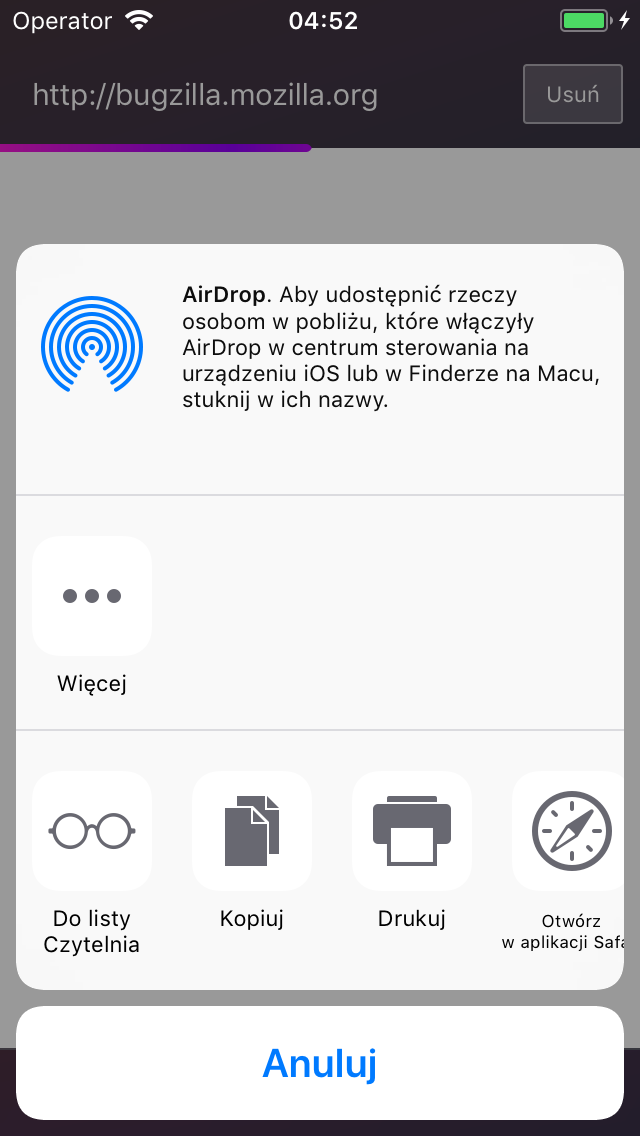 Operator
04:52
http://bugzilla.mozilla.org
Usuń
AirDrop. Aby udostępnić rzeczy
osobom w pobliżu, które włączyły
AirDrop w centrum sterowania na
urządzeniu iOS lub w Finderze na Macu,
stuknij w ich nazwy.
Więcej
Do listy
Czytelnia
Kopiuj
Drukuj
Otwórz
w aplikacji Safa
Anuluj